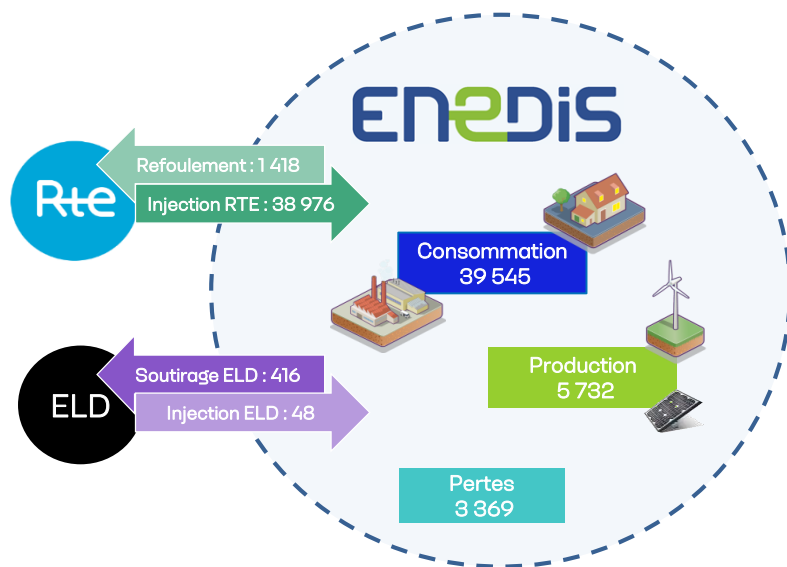 ENEDIS
Refoulement : 1 418
Rte
Injection RTE : 38 976
Consommation
39 545
Soutirage ELD : 416
ELD
Injection ELD : 48
Production
5 732
Pertes
3 369